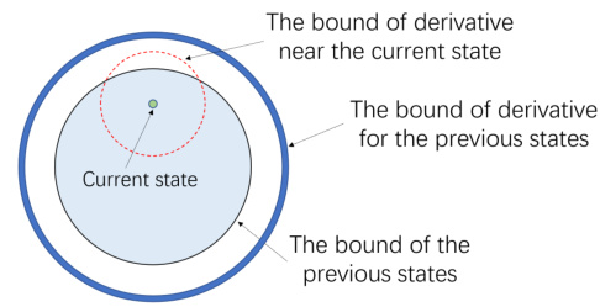 The bound of derivative
near the current state
The bound of derivative
for the previous states
Current state
The bound of the
previous states